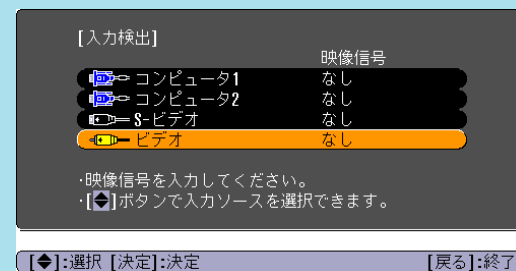 [入力検出]
映像信号
コンピュータ1 なし
コンピュータ2 なし
S-ビデオ なし
ビデオ なし
・映像信号を入力してください。
・[◆]ボタンで入力ソースを選択できます。
[◆]:選択 [決定]:決定 [戻る]:終了